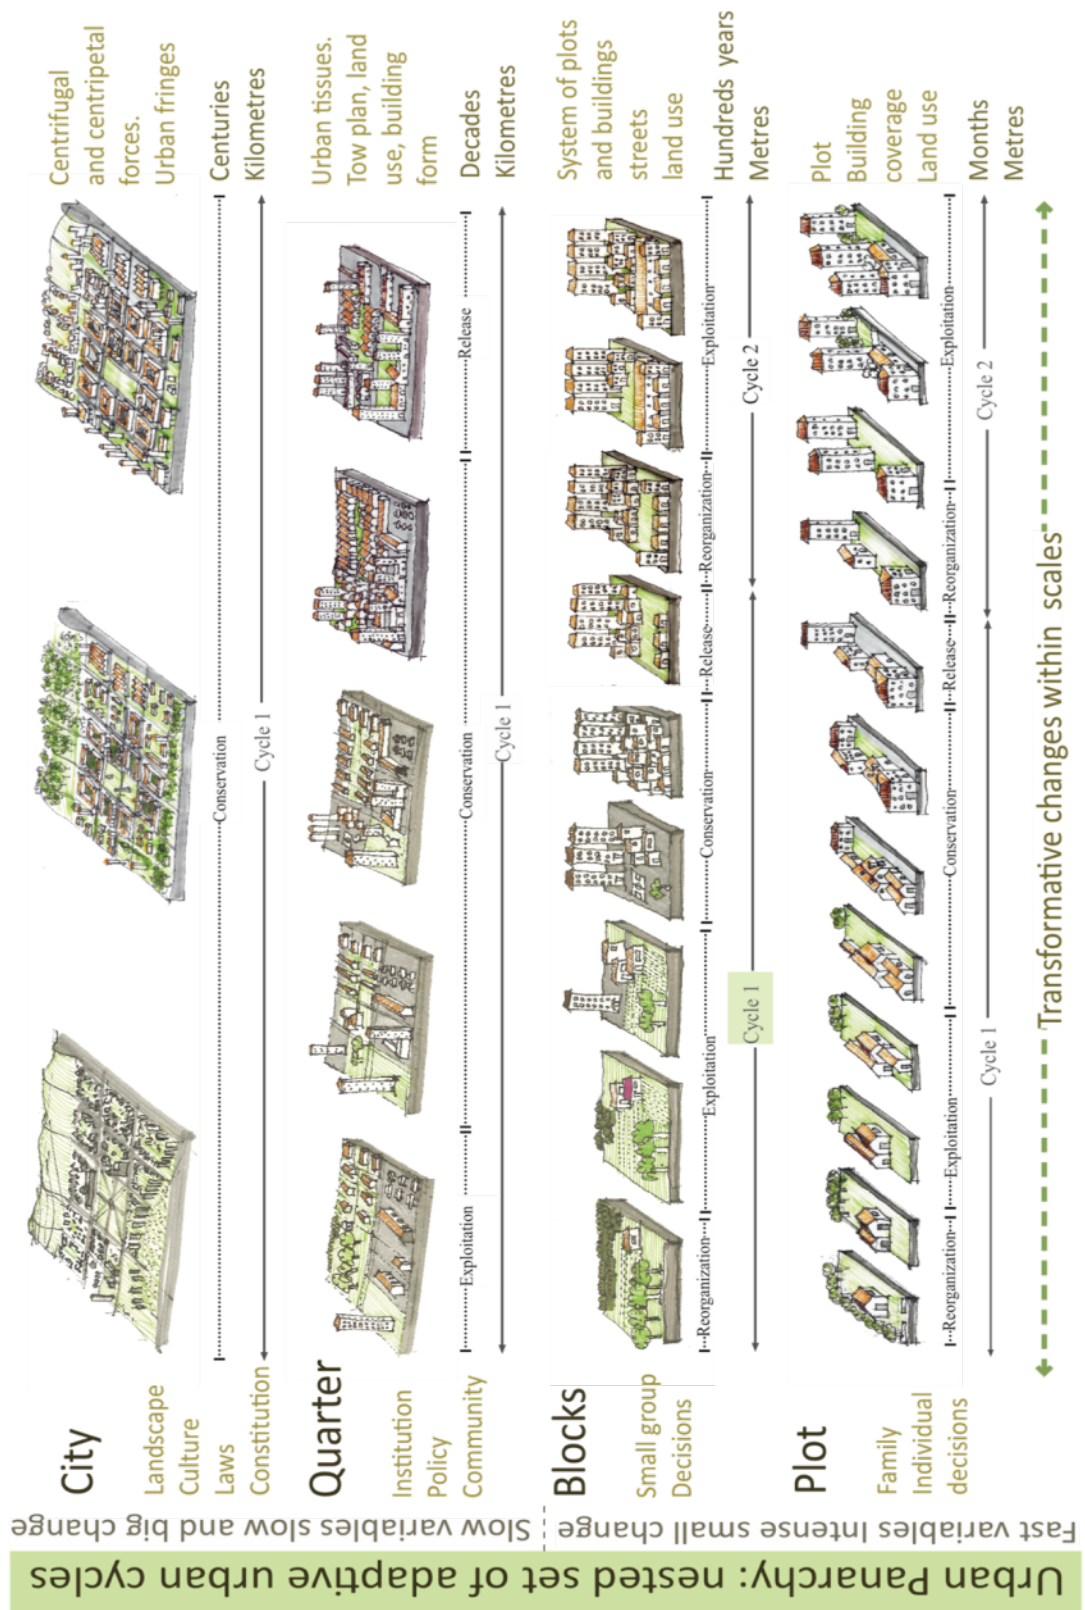 Urban Panarchy: nested set of adaptive urban cycles
Slow variables slow and big change
Fast variables Intense small change
City
Landscape
Culture
Laws
Constitution
Centrifugal
and centripetal
forces.
Urban fringes
Centuries
Kilometres
Conservation
Cycle 1
Quarter
Institution
Policy
Community
Urban tissues.
Tow plan, land
use, building
form
Decades
Kilometres
Exploitation
Conservation
Release
Cycle 1
Blocks
Small group
Decisions
System of plots
and buildings
streets
land use
Hundreds years
Metres
Reorganization
Exploitation
Conservation
Release
Reorganization
Exploitation
Cycle 1
Cycle 2
Plot
Family
Individual
decisions
Plot
Building
coverage
Land use
Months
Metres
Reorganization
Exploitation
Conservation
Release
Reorganization
Exploitation
Cycle 1
Cycle 2
Transformative changes within scales